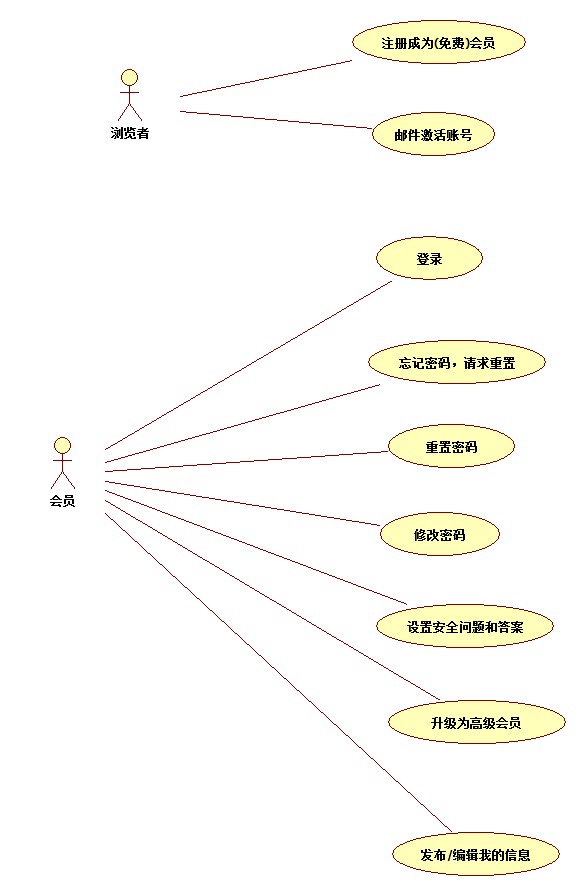 注册成为(免费)会员
浏览者
邮件激活账号
登录
忘记密码，请求重置
重置密码
会员
修改密码
设置安全问题和答案
升级为高级会员
发布/编辑我的信息